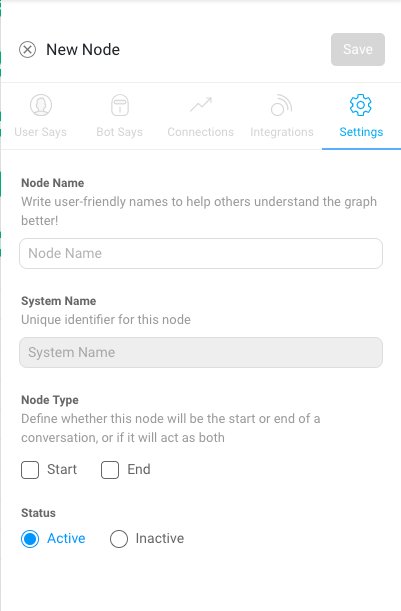 New Node
Save
User Says
Bot Says
Connections
Integrations
Settings
Node Name
Write user-friendly names to help others understand the graph
better!
Node Name
System Name
Unique identifier for this node
System Name
Node Type
Define whether this node will be the start or end of a
conversation, or if it will act as both
Start
End
Status
Active
Inactive